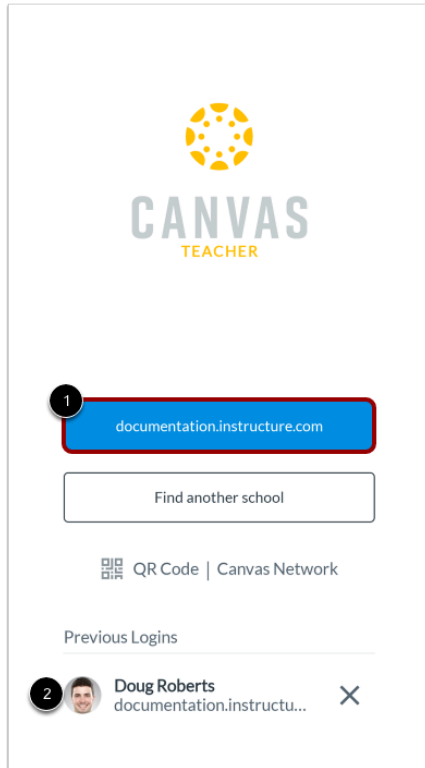 CANVAS
TEACHER
1
documentation.instructure.com
Find another school
QR Code | Canvas Network
Previous Logins
2
Doug Roberts
documentation.instructu...